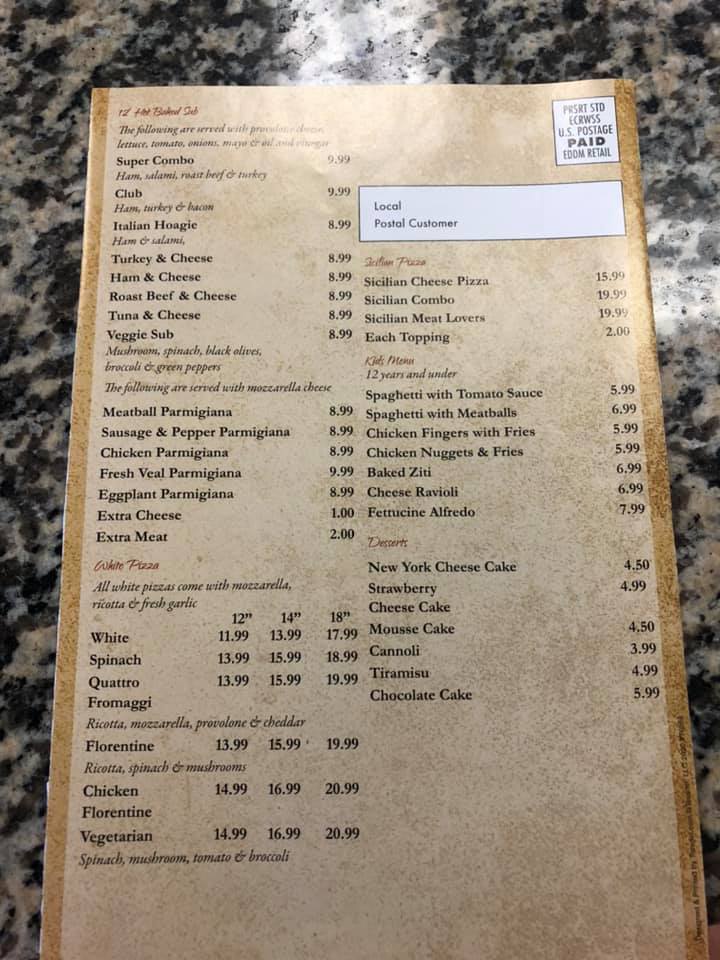 12" Hot Baked Sub
The following are served with provolone cheese,
lettuce, tomato, onions, mayo & oil and vinegar
Super Combo 9.99
Ham, salami, roast beef & turkey
Club 9.99
Ham, turkey & bacon
Italian Hoagie 8.99
Ham & salami,
Turkey & Cheese 8.99
Ham & Cheese 8.99
Roast Beef & Cheese 8.99
Tuna & Cheese 8.99
Veggie Sub 8.99
Mushroom, spinach, black olives,
broccoli & green peppers
The following are served with mozzarella cheese
Meatball Parmigiana 8.99
Sausage & Pepper Parmigiana 8.99
Chicken Parmigiana 8.99
Fresh Veal Parmigiana 9.99
Eggplant Parmigiana 8.99
Extra Cheese 1.00
Extra Meat 2.00
White Pizza
All white pizzas come with mozzarella,
ricotta & fresh garlic
12" 14" 18"
White 11.99 13.99 17.99
Spinach 13.99 15.99 18.99
Quattro 13.99 15.99 19.99
Fromaggi
Ricotta, mozzarella, provolone & cheddar
Florentine 13.99 15.99 19.99
Ricotta, spinach & mushrooms
Chicken 14.99 16.99 20.99
Florentine
Vegetarian 14.99 16.99 20.99
Spinach, mushroom, tomato & broccoli
PRSRT STD
ECRWSS
U.S. POSTAGE
PAID
EDDM RETAIL
Local
Postal Customer
Sicilian Pizza
Sicilian Cheese Pizza 15.99
Sicilian Combo 19.99
Sicilian Meat Lovers 19.99
Each Topping 2.00
Kid's Menu
12 years and under
Spaghetti with Tomato Sauce 5.99
Spaghetti with Meatballs 6.99
Chicken Fingers with Fries 5.99
Chicken Nuggets & Fries 5.99
Baked Ziti 6.99
Cheese Ravioli 6.99
Fettucine Alfredo 7.99
Desserts
New York Cheese Cake 4.50
Strawberry 4.99
Cheese Cake
Mousse Cake 4.50
Cannoli 3.99
Tiramisu 4.99
Chocolate Cake 5.99
Designed & Printed by